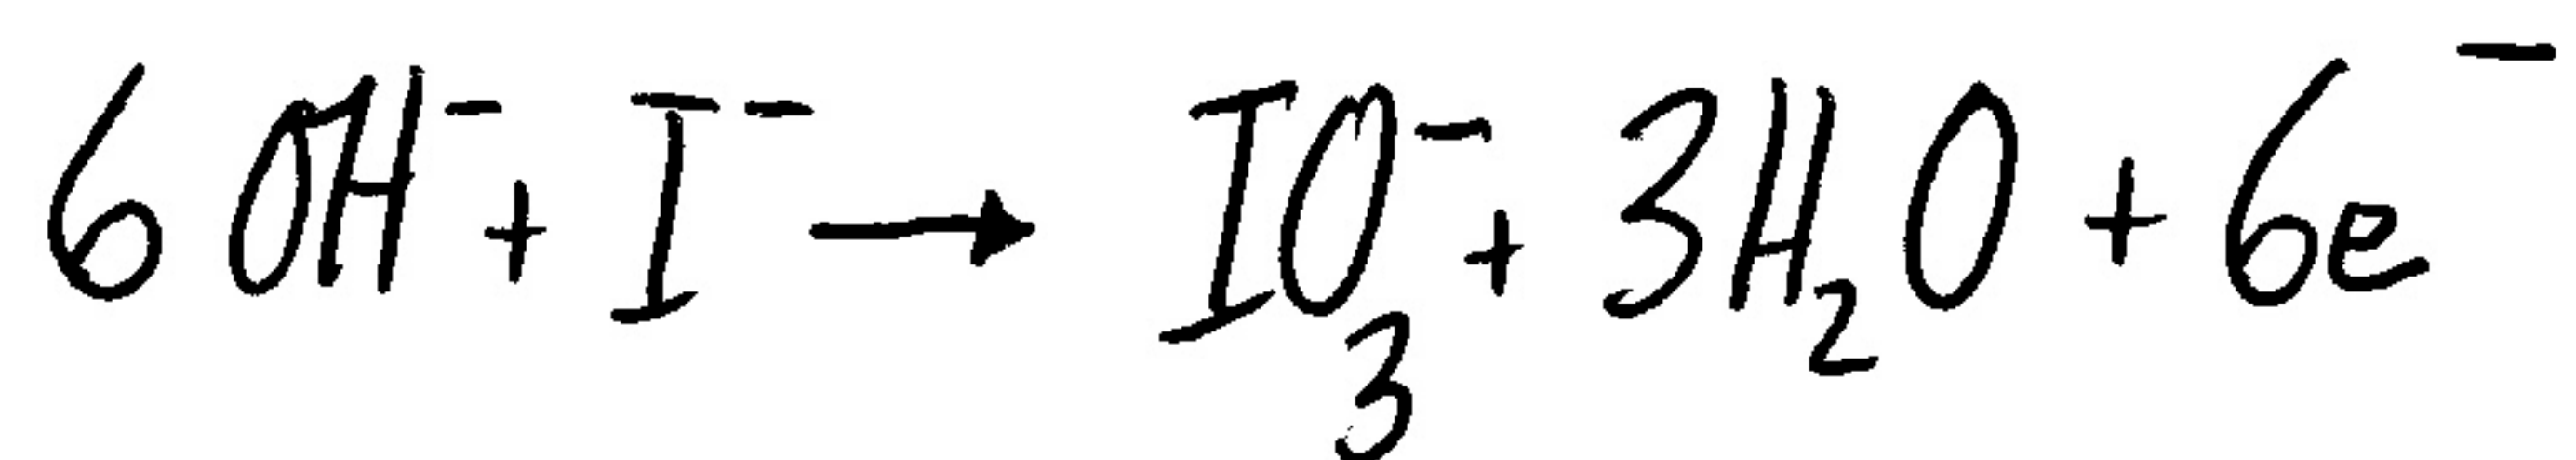 6 OH⁻ + I⁻ → IO₃⁻ + 3H₂O + 6e⁻